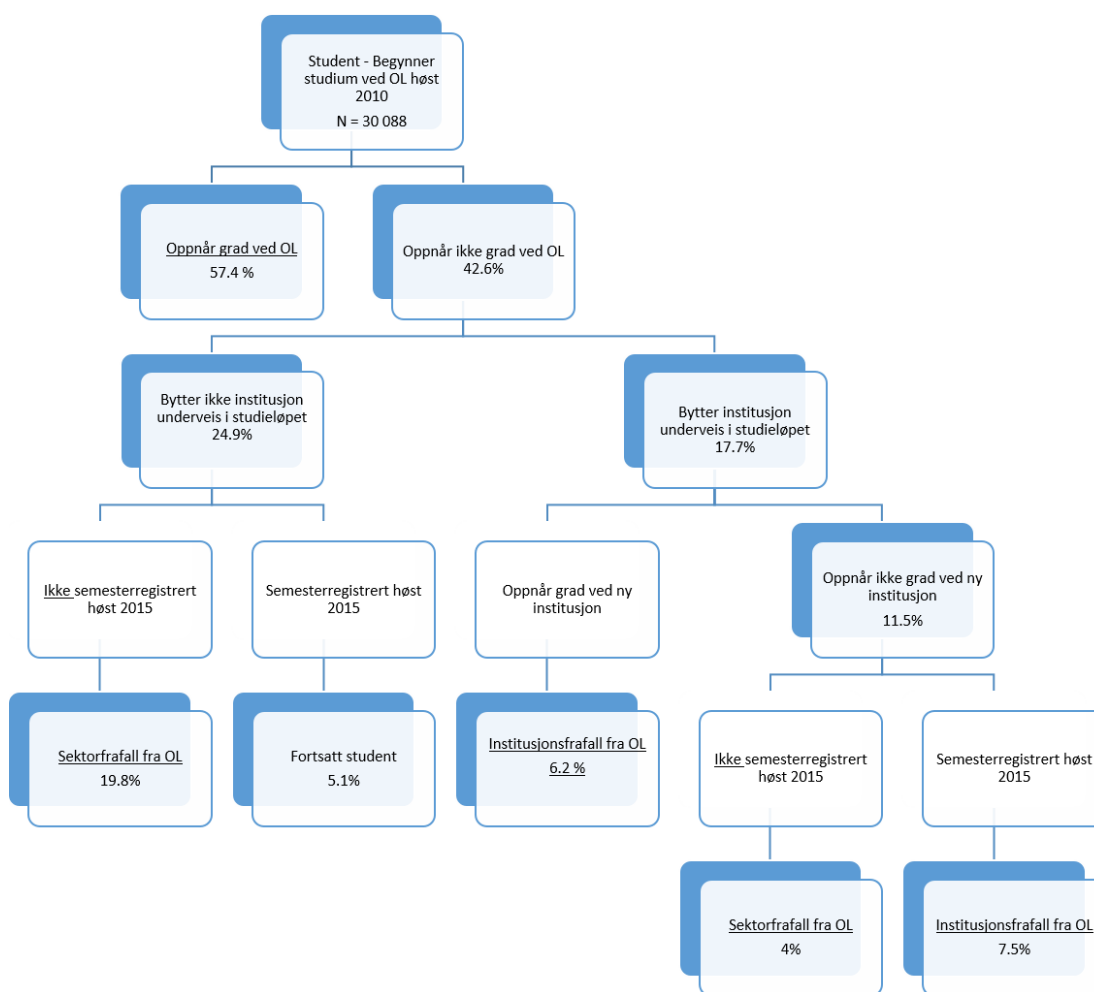 Student - Begynner
studium ved OL høst
2010
N = 30 088
Oppnår grad ved OL
57.4 %
Oppnår ikke grad ved OL
42.6%
Bytter ikke institusjon
underveis i studieløpet
24.9%
Bytter institusjon
underveis i studieløpet
17.7%
Ikke semesterregistrert
høst 2015
Semesterregistrert høst
2015
Oppnår grad ved ny
institusjon
Oppnår ikke grad ved ny
institusjon
11.5%
Sektorfrafall fra OL
19.8%
Fortsatt student
5.1%
Institusjonsfrafall fra OL
6.2 %
Ikke semesterregistrert
høst 2015
Semesterregistrert høst
2015
Sektorfrafall fra OL
4%
Institusjonsfrafall fra OL
7.5%